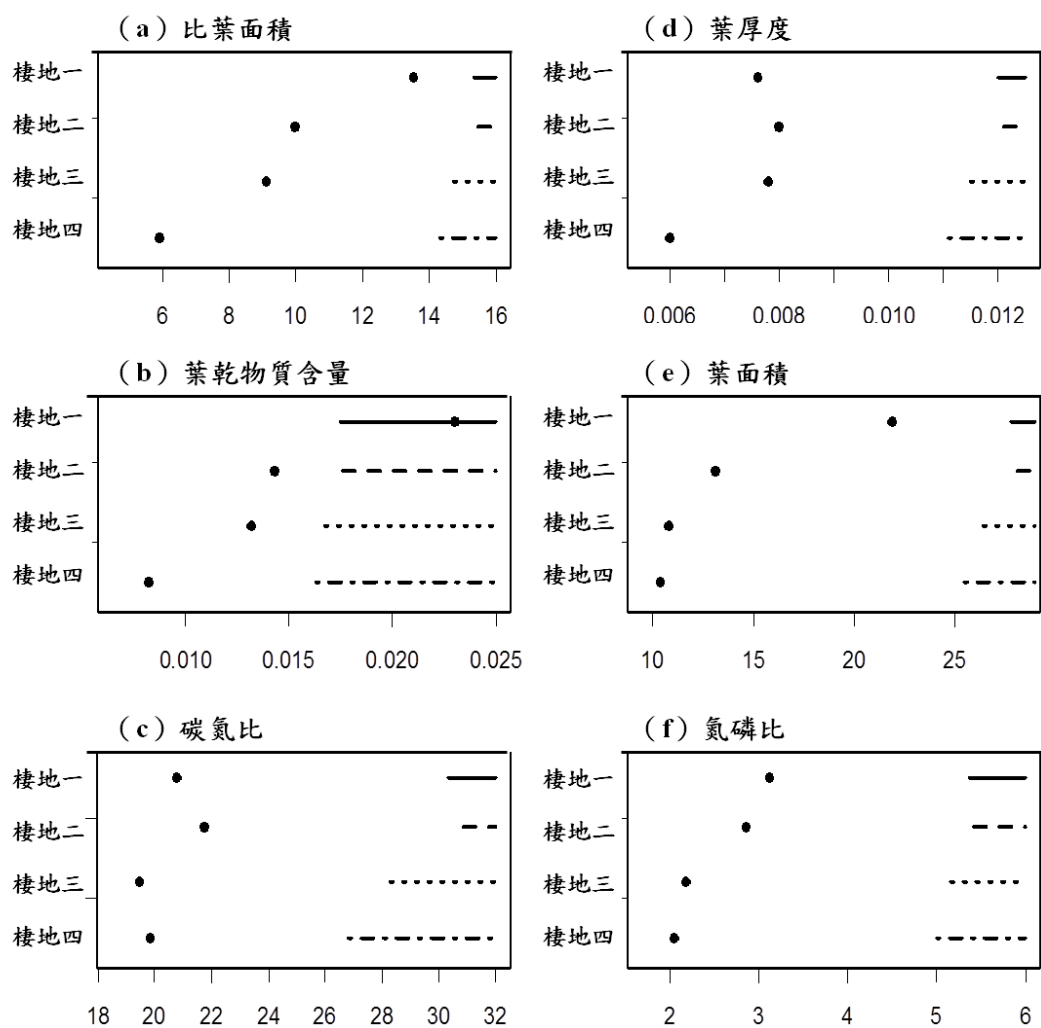 (a) 比葉面積
棲地一
棲地二
棲地三
棲地四
6 8 10 12 14 16
(d) 葉厚度
棲地一
棲地二
棲地三
棲地四
0.006 0.008 0.010 0.012
(b) 葉乾物質含量
棲地一
棲地二
棲地三
棲地四
0.010 0.015 0.020 0.025
(e) 葉面積
棲地一
棲地二
棲地三
棲地四
10 15 20 25
(c) 碳氮比
棲地一
棲地二
棲地三
棲地四
18 20 22 24 26 28 30 32
(f) 氮磷比
棲地一
棲地二
棲地三
棲地四
2 3 4 5 6